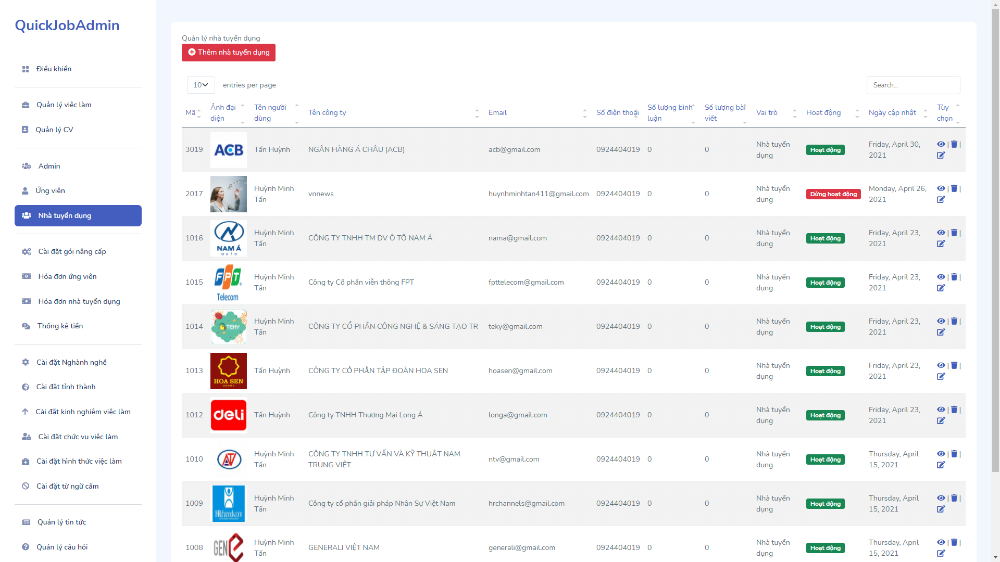 QuickJobAdmin
Điều khiển
Quản lý việc làm
Quản lý CV
Admin
Ứng viên
Nhà tuyển dụng
Cài đặt gói nâng cấp
Hóa đơn ứng viên
Hóa đơn nhà tuyển dụng
Thống kê tiền
Cài đặt Nghành nghề
Cài đặt tỉnh thành
Cài đặt kinh nghiệm việc làm
Cài đặt chức vụ việc làm
Cài đặt hình thức việc làm
Cài đặt từ ngữ cấm
Quản lý tin tức
Quản lý câu hỏi
Quản lý nhà tuyển dụng
Thêm nhà tuyển dụng
10 entries per page
Search...
Mã
Ảnh đại
diện
Tên người
dùng
Tên công ty
Email
Số điện thoại
Số lượng bình
luận
Số lượng bài
viết
Vai trò
Hoạt động
Ngày cập nhật
Tùy
chọn
3019 ACB Tấn Huỳnh NGÂN HÀNG Á CHÂU (ACB) acb@gmail.com 0924404019 0 0 Nhà tuyển Hoạt động Friday, April 30, | |
dụng 2021
2017 Huỳnh Minh vnnews huynhminhtan411@gmail.com 0924404019 0 0 Nhà tuyển Dừng hoạt động Monday, April 26, | |
Tấn dụng 2021
1016 NAM Á auto Huỳnh Minh CÔNG TY TNHH TM DV Ô TÔ NAM Á nama@gmail.com 0924404019 0 0 Nhà tuyển Hoạt động Friday, April 23, | |
Tấn dụng 2021
1015 FPT Telecom Huỳnh Minh Công ty Cổ phần viễn thông FPT fpttelecom@gmail.com 0924404019 0 0 Nhà tuyển Hoạt động Friday, April 23, | |
Tấn dụng 2021
1014 TEKY Huỳnh Minh CÔNG TY CỔ PHẦN CÔNG NGHỆ & SÁNG TẠO TR teky@gmail.com 0924404019 0 0 Nhà tuyển Hoạt động Friday, April 23, | |
Tấn dụng 2021
1013 HOA SEN GROUP Tấn Huỳnh CÔNG TY CỔ PHẦN TẬP ĐOÀN HOA SEN hoasen@gmail.com 0924404019 0 0 Nhà tuyển Hoạt động Friday, April 23, | |
dụng 2021
1012 deli Tấn Huỳnh Công ty TNHH Thương Mại Long Á longa@gmail.com 0924404019 0 0 Nhà tuyển Hoạt động Friday, April 23, | |
dụng 2021
1010 Huỳnh Minh CÔNG TY TNHH TƯ VẤN VÀ KỸ THUẬT NAM ntv@gmail.com 0924404019 0 0 Nhà tuyển Hoạt động Thursday, April | |
Tấn TRUNG VIỆT dụng 15, 2021
1009 HRchannels.com Huỳnh Minh Công ty cổ phần giải pháp Nhân Sự Việt Nam hrchannels@gmail.com 0924404019 0 0 Nhà tuyển Hoạt động Thursday, April | |
Tấn dụng 15, 2021
1008 GEN Huỳnh Minh GENERALI VIỆT NAM generali@gmail.com 0924404019 0 0 Nhà tuyển Hoạt động Thursday, April | |
Tấn dụng 15, 2021